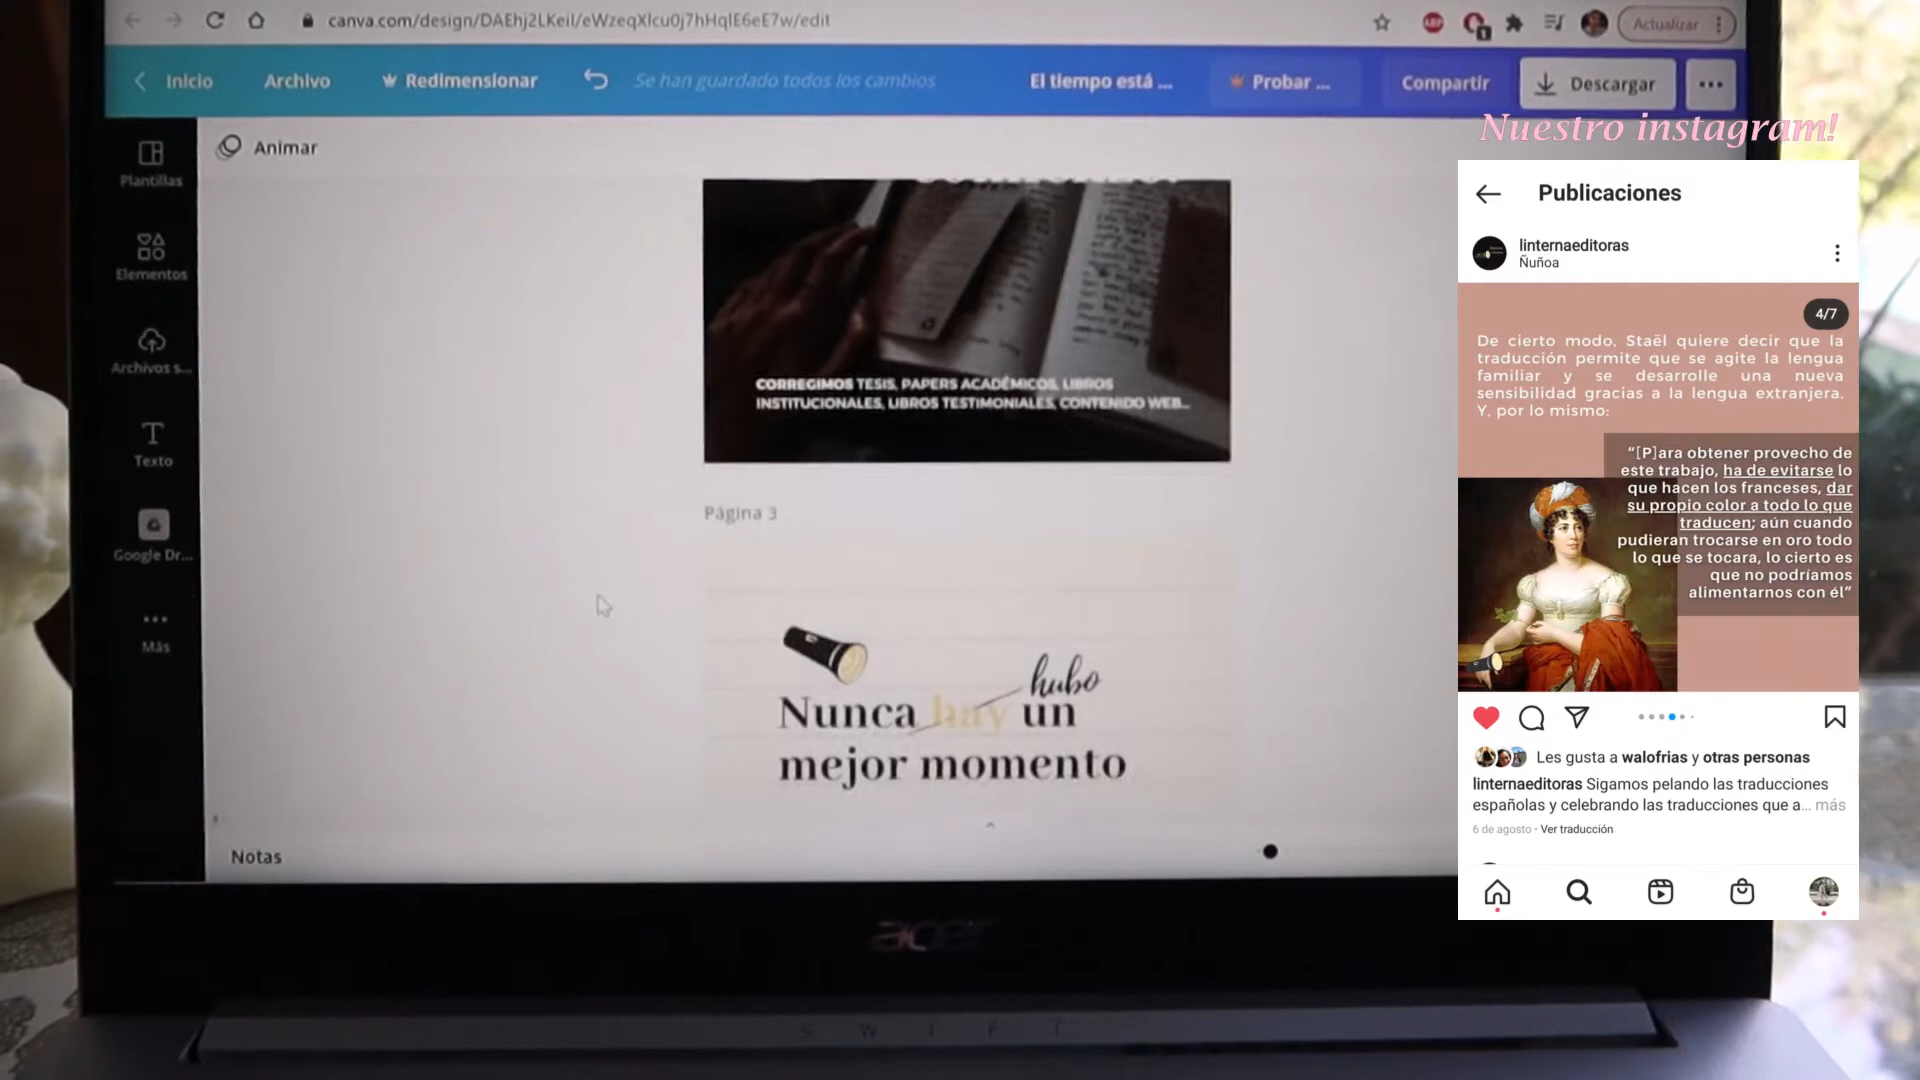 canva.com/design/DAEhj2LKeiI/eWzeqXlcu0j7hHqlE6eE7w/edit
Actualizar
Inicio
Archivo
Redimensionar
Se han guardado todos los cambios
El tiempo está ...
Probar ...
Compartir
Descargar
Animar
Plantillas
Elementos
Archivos s...
Texto
Google Dr...
Más
CORREGIMOS TESIS, PAPERS ACADÉMICOS, LIBROS
INSTITUCIONALES, LIBROS TESTIMONIALES, CONTENIDO WEB...
Página 3
hubo
Nunca hay un
mejor momento
Notas
acer
SWIFT
Nuestro instagram!
Publicaciones
linternaeditoras
Ñuñoa
4/7
De cierto modo, Staël quiere decir que la
traducción permite que se agite la lengua
familiar y se desarrolle una nueva
sensibilidad gracias a la lengua extranjera.
Y, por lo mismo:
“[P]ara obtener provecho de
este trabajo, ha de evitarse lo
que hacen los franceses, dar
su propio color a todo lo que
traducen; aún cuando
pudieran trocarse en oro todo
lo que se tocara, lo cierto es
que no podríamos
alimentarnos con él”
Les gusta a walofrias y otras personas
linternaeditoras Sigamos pelando las traducciones
españolas y celebrando las traducciones que a... más
6 de agosto · Ver traducción